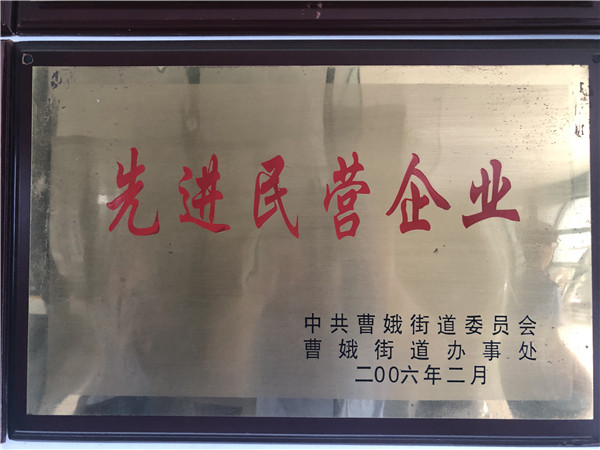 先进民营企业
中共曹娥街道委员会
曹娥街道办事处
二00六年二月